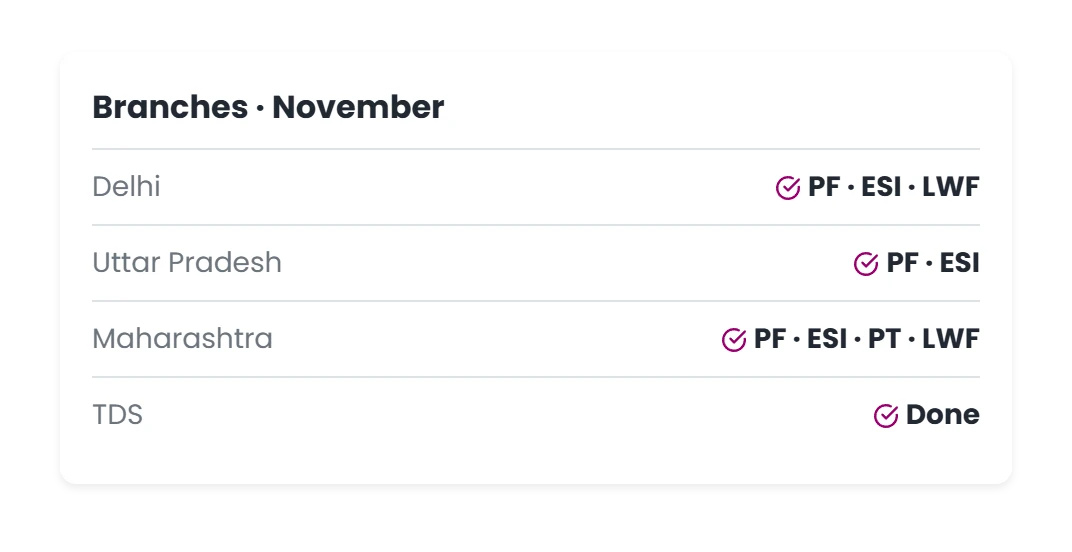 Branches · November
Delhi PF · ESI · LWF
Uttar Pradesh PF · ESI
Maharashtra PF · ESI · PT · LWF
TDS Done